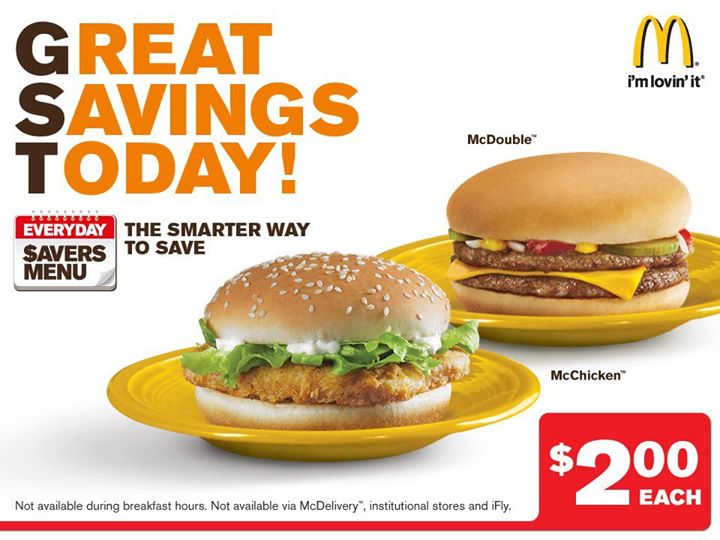 GREAT
SAVINGS
TODAY!
i'm lovin' it®
McDouble™
EVERYDAY
$AVERS
MENU
THE SMARTER WAY
TO SAVE
McChicken™
$2.00
EACH
Not available during breakfast hours. Not available via McDelivery™, institutional stores and iFly.